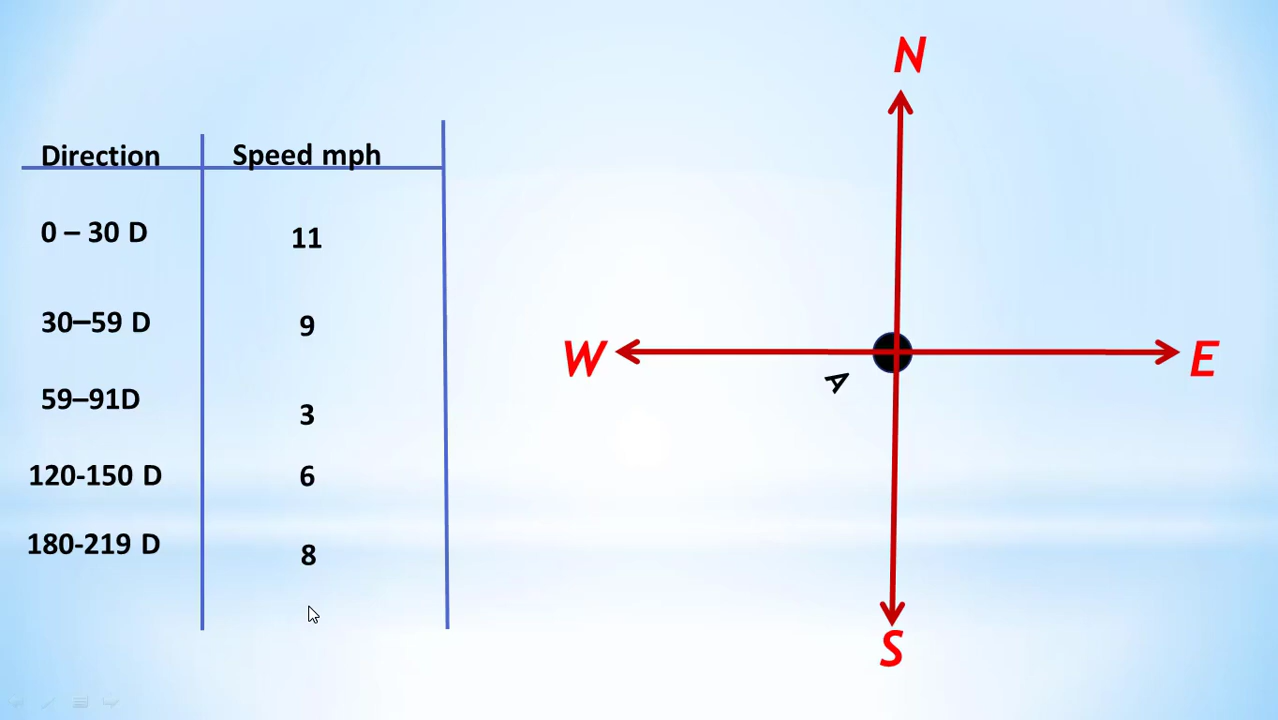 Direction Speed mph
0 – 30 D 11
30–59 D 9
59–91D 3
120-150 D 6
180-219 D 8
N
W E
A
S